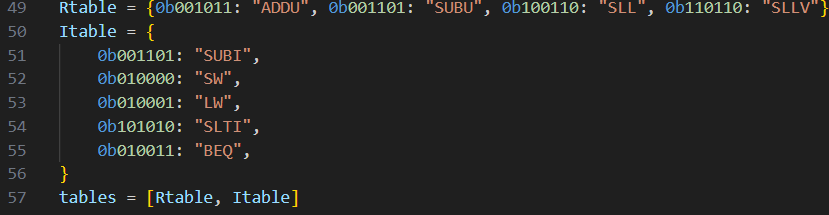 49 Rtable = {0b001011: "ADDU", 0b001101: "SUBU", 0b100110: "SLL", 0b110110: "SLLV"}
50 Itable = {
51     0b001101: "SUBI",
52     0b010000: "SW",
53     0b010001: "LW",
54     0b101010: "SLTI",
55     0b010011: "BEQ",
56 }
57 tables = [Rtable, Itable]